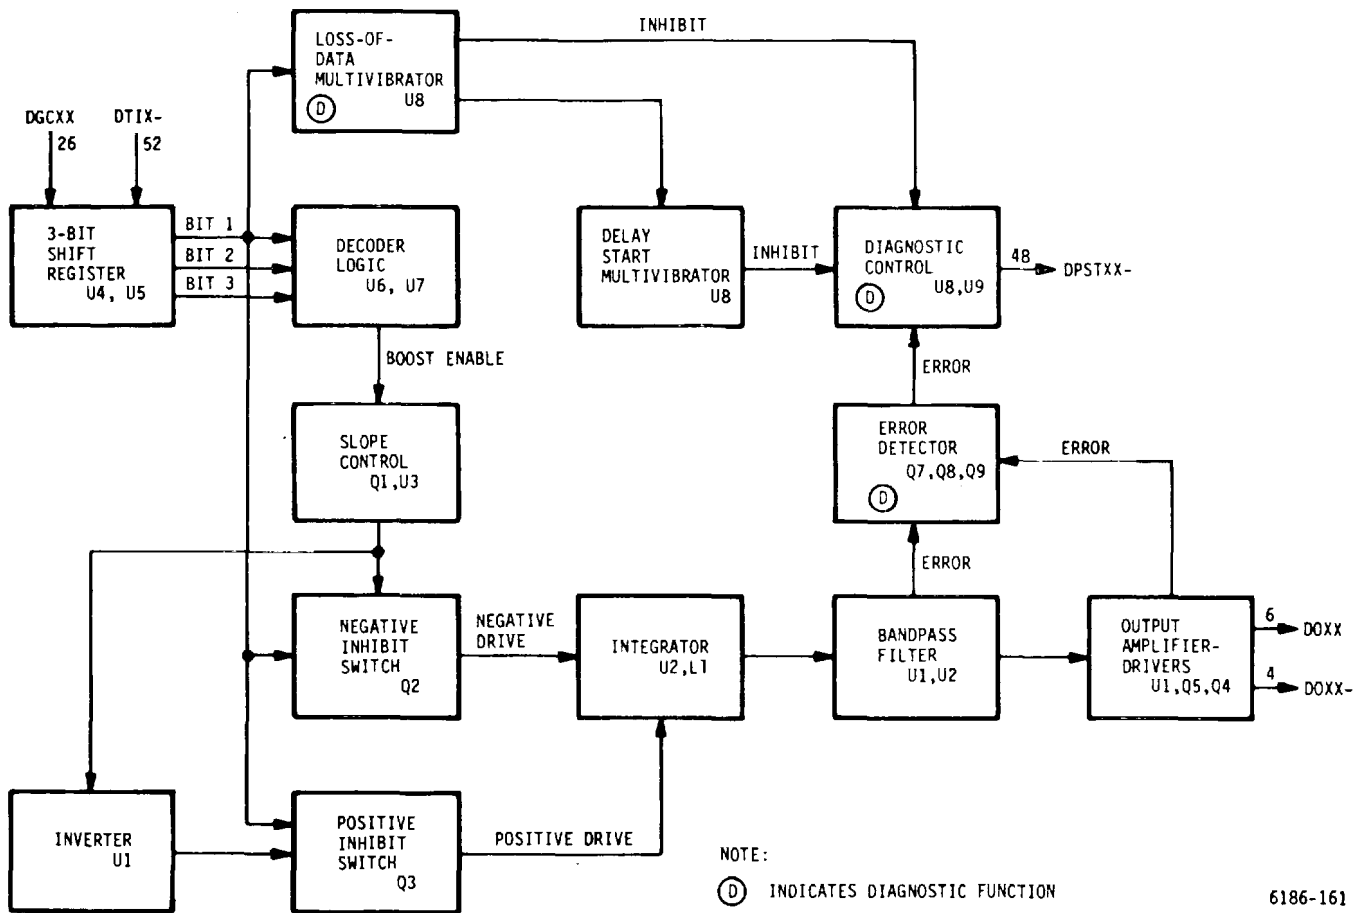 INHIBIT
LOSS-OF-
DATA
MULTIVIBRATOR
U8
D
DGCXX
26
DTIX-
52
3-BIT
SHIFT
REGISTER
U4, U5
BIT 1
BIT 2
BIT 3
DECODER
LOGIC
U6, U7
DELAY
START
MULTIVIBRATOR
U8
INHIBIT
DIAGNOSTIC
CONTROL
U8,U9
D
48
DPSTXX-
BOOST ENABLE
ERROR
SLOPE
CONTROL
Q1,U3
ERROR
DETECTOR
Q7,Q8,Q9
D
ERROR
ERROR
NEGATIVE
INHIBIT
SWITCH
Q2
NEGATIVE
DRIVE
INTEGRATOR
U2,L1
BANDPASS
FILTER
U1,U2
OUTPUT
AMPLIFIER-
DRIVERS
U1,Q5,Q4
6
DOXX
4
DOXX-
INVERTER
U1
POSITIVE
INHIBIT
SWITCH
Q3
POSITIVE DRIVE
NOTE:
D INDICATES DIAGNOSTIC FUNCTION
6186-161